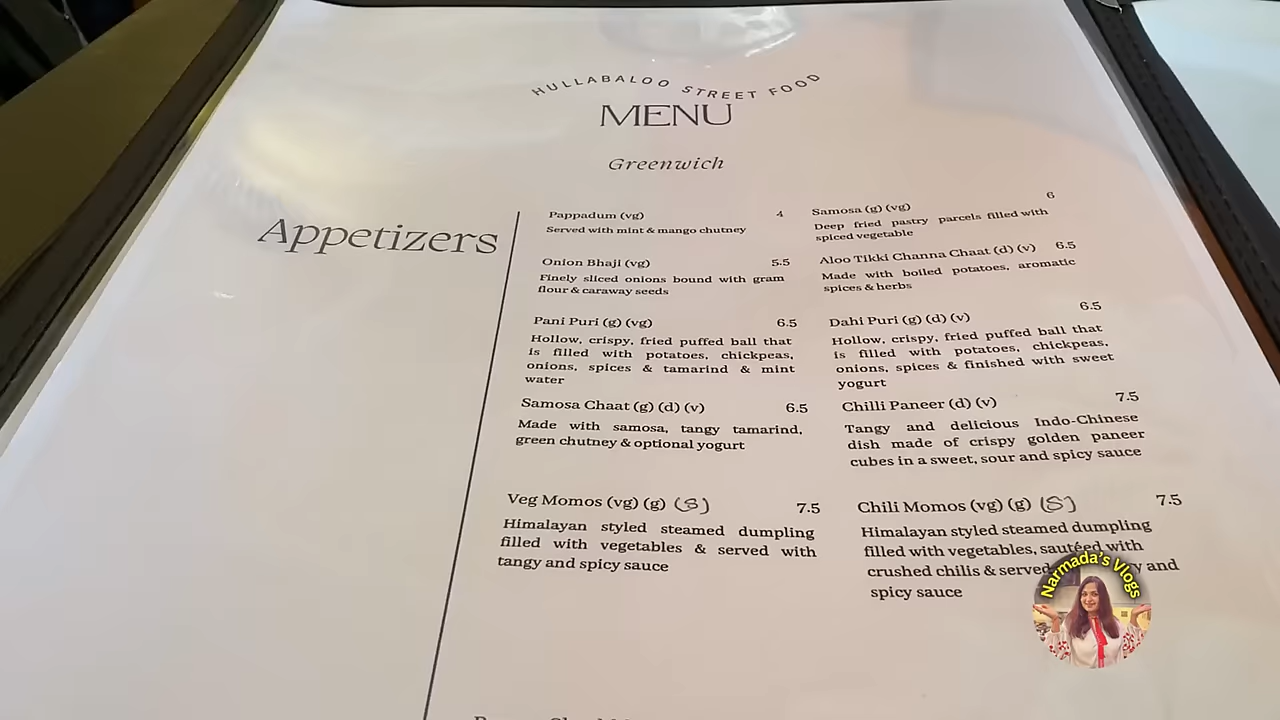 HULLABALOO STREET FOOD
MENU
Greenwich
Appetizers
Pappadum (vg) 4
Served with mint & mango chutney
Onion Bhaji (vg) 5.5
Finely sliced onions bound with gram
flour & caraway seeds
Pani Puri (g) (vg) 6.5
Hollow, crispy, fried puffed ball that
is filled with potatoes, chickpeas,
onions, spices & tamarind & mint
water
Samosa Chaat (g) (d) (v) 6.5
Made with samosa, tangy tamarind,
green chutney & optional yogurt
Veg Momos (vg) (g) (S) 7.5
Himalayan styled steamed dumpling
filled with vegetables & served with
tangy and spicy sauce
Samosa (g) (vg) 6
Deep fried pastry parcels filled with
spiced vegetable
Aloo Tikki Channa Chaat (d) (v) 6.5
Made with boiled potatoes, aromatic
spices & herbs
Dahi Puri (g) (d) (v) 6.5
Hollow, crispy, fried puffed ball that
is filled with potatoes, chickpeas,
onions, spices & finished with sweet
yogurt
Chilli Paneer (d) (v) 7.5
Tangy and delicious Indo-Chinese
dish made of crispy golden paneer
cubes in a sweet, sour and spicy sauce
Chili Momos (vg) (g) (S) 7.5
Himalayan styled steamed dumpling
filled with vegetables, sautéed with
crushed chilis & served and
spicy sauce
Narmada's Vlogs